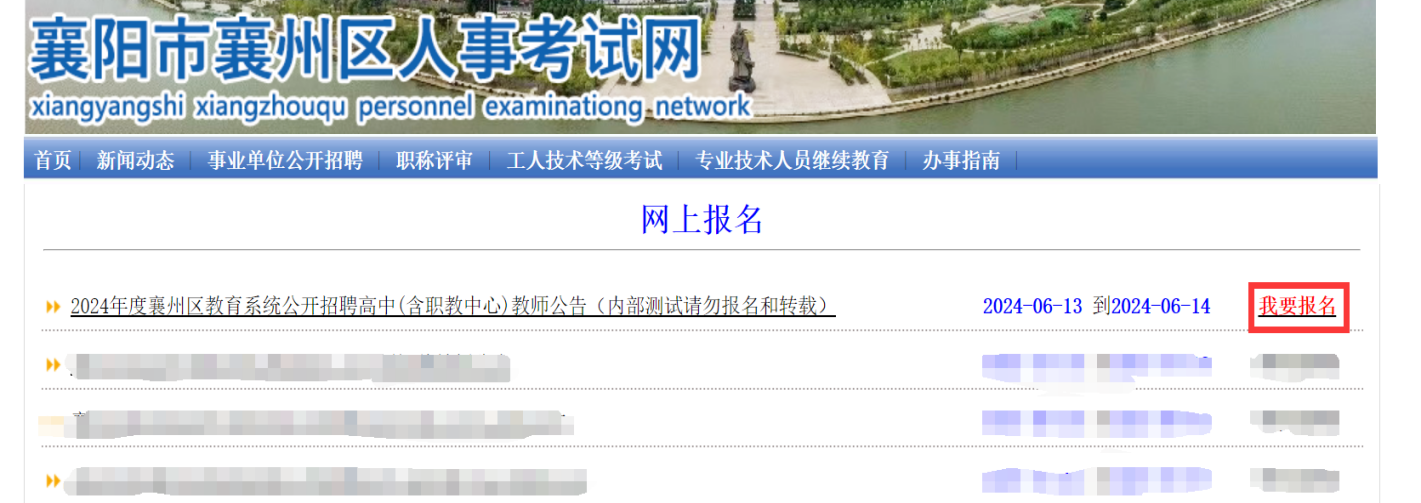 襄阳市襄州区人事考试网
xiangyangshi xiangzhouqu personnel examinationg network
首页 新闻动态 事业单位公开招聘 职称评审 工人技术等级考试 专业技术人员继续教育 办事指南
网上报名
2024年度襄州区教育系统公开招聘高中(含职教中心)教师公告（内部测试请勿报名和转载） 2024-06-13 到2024-06-14 我要报名